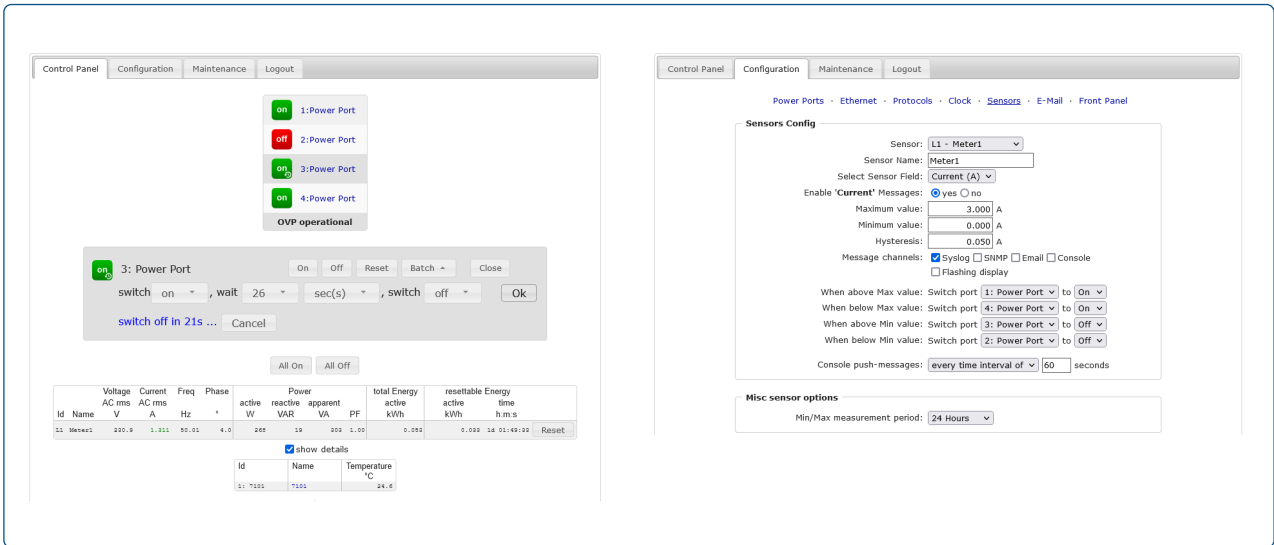 Control Panel Configuration Maintenance Logout
on 1:Power Port
off 2:Power Port
on 3:Power Port
on 4:Power Port
OVP operational
on 3: Power Port On Off Reset Batch Close
switch on , wait 26 sec(s) , switch off Ok
switch off in 21s ... Cancel
All On All Off
Voltage Current Freq Phase Power total Energy resettable Energy
AC rms AC rms active reactive apparent active active time
Id Name V A Hz ° W VAR VA PF kWh kWh h:m:s
L1 Meter1 230.9 1.311 50.01 4.0 265 19 303 1.00 0.053 0.033 1d 01:49:33 Reset
show details
Id Name Temperature
°C
1: 7101 7101 24.6
Control Panel Configuration Maintenance Logout
Power Ports · Ethernet · Protocols · Clock · Sensors · E-Mail · Front Panel
Sensors Config
Sensor: L1 - Meter1
Sensor Name: Meter1
Select Sensor Field: Current (A)
Enable 'Current' Messages: yes no
Maximum value: 3.000 A
Minimum value: 0.000 A
Hysteresis: 0.050 A
Message channels: Syslog SNMP Email Console
Flashing display
When above Max value: Switch port 1: Power Port to On
When below Max value: Switch port 4: Power Port to On
When above Min value: Switch port 3: Power Port to Off
When below Min value: Switch port 2: Power Port to Off
Console push-messages: every time interval of 60 seconds
Misc sensor options
Min/Max measurement period: 24 Hours